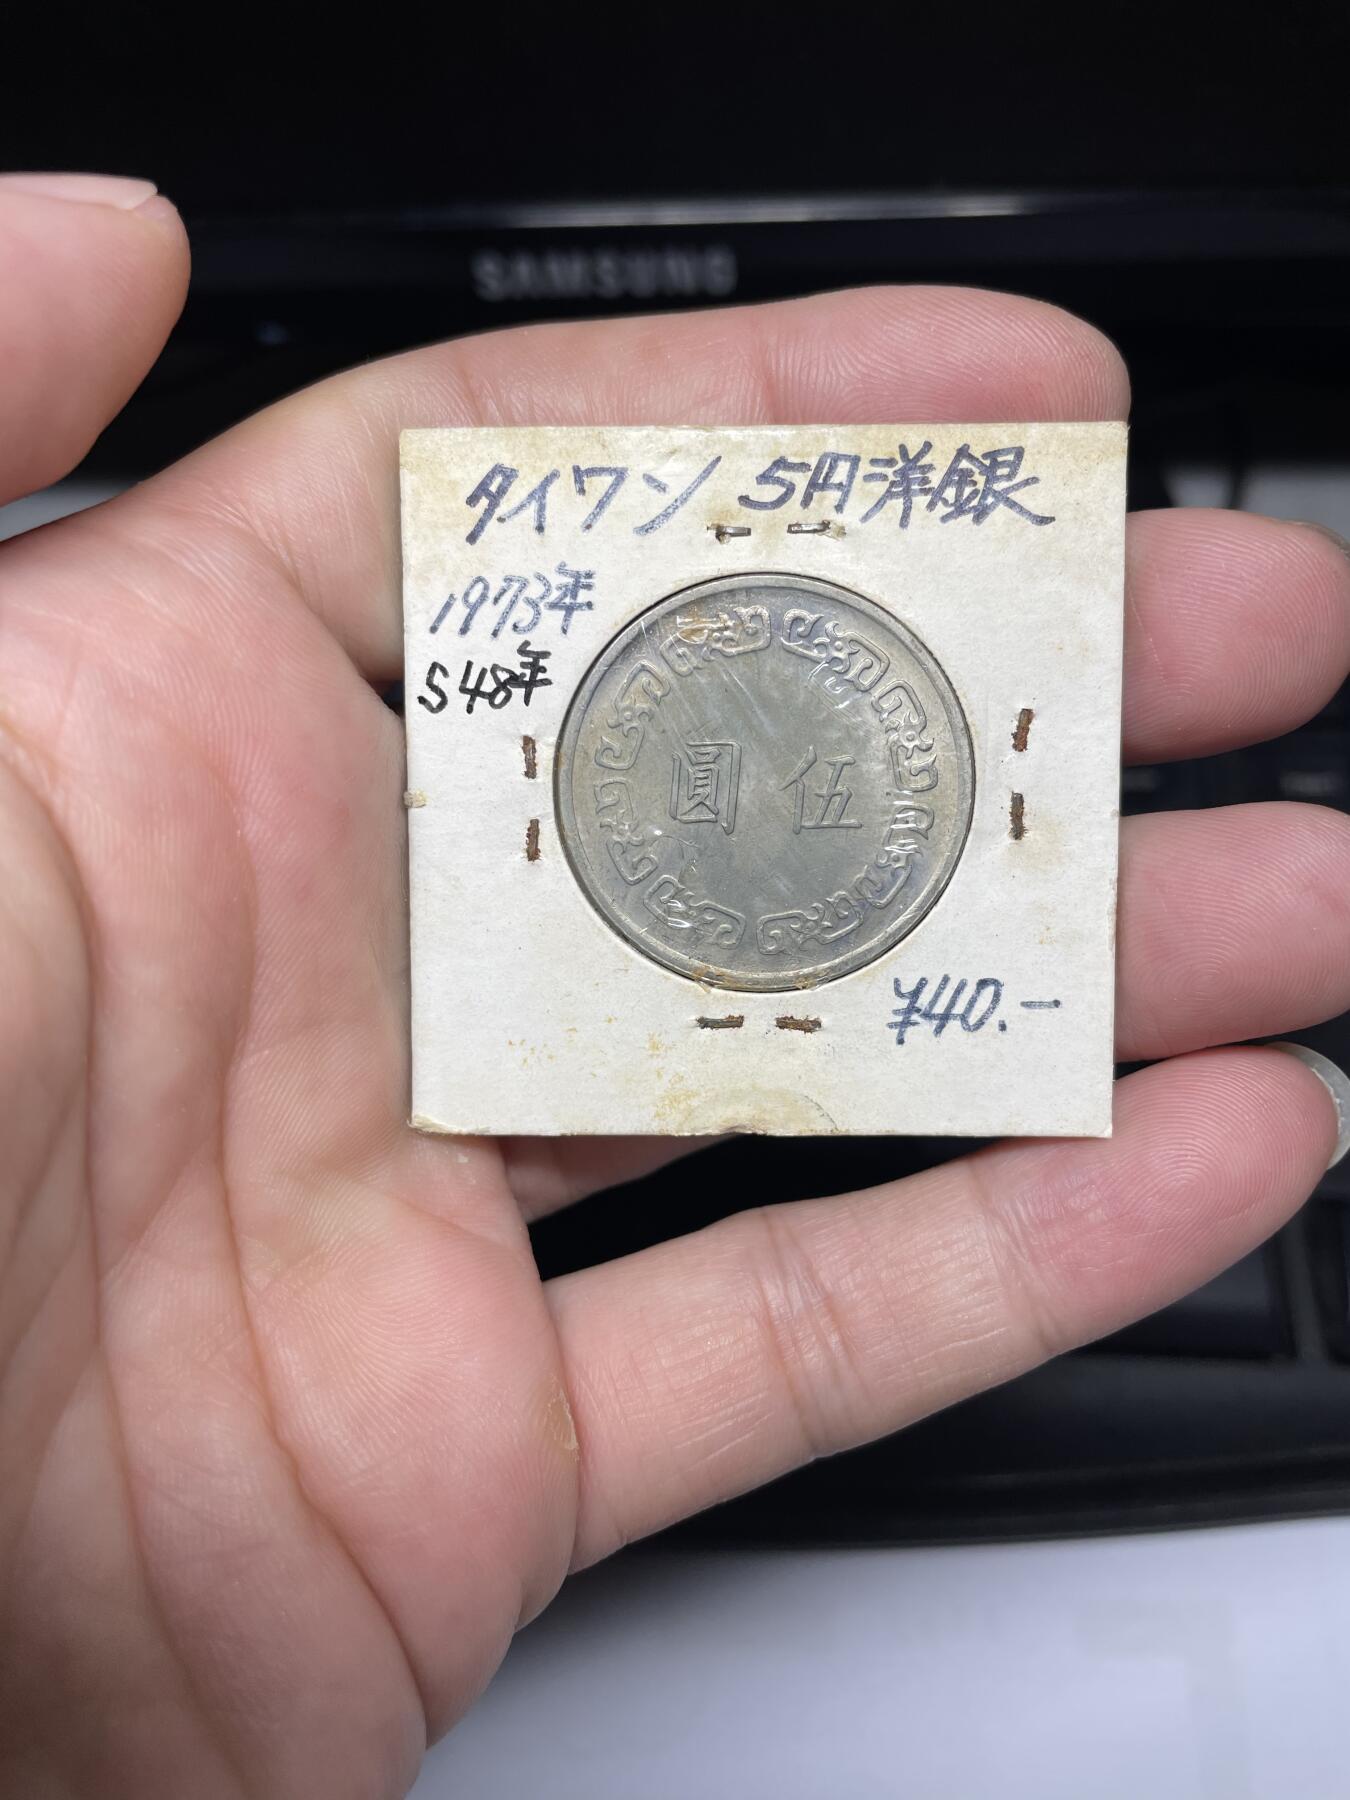 SAMSUNG
タイワン 5円洋銀
1973年
S48年
圓 伍
¥40.-